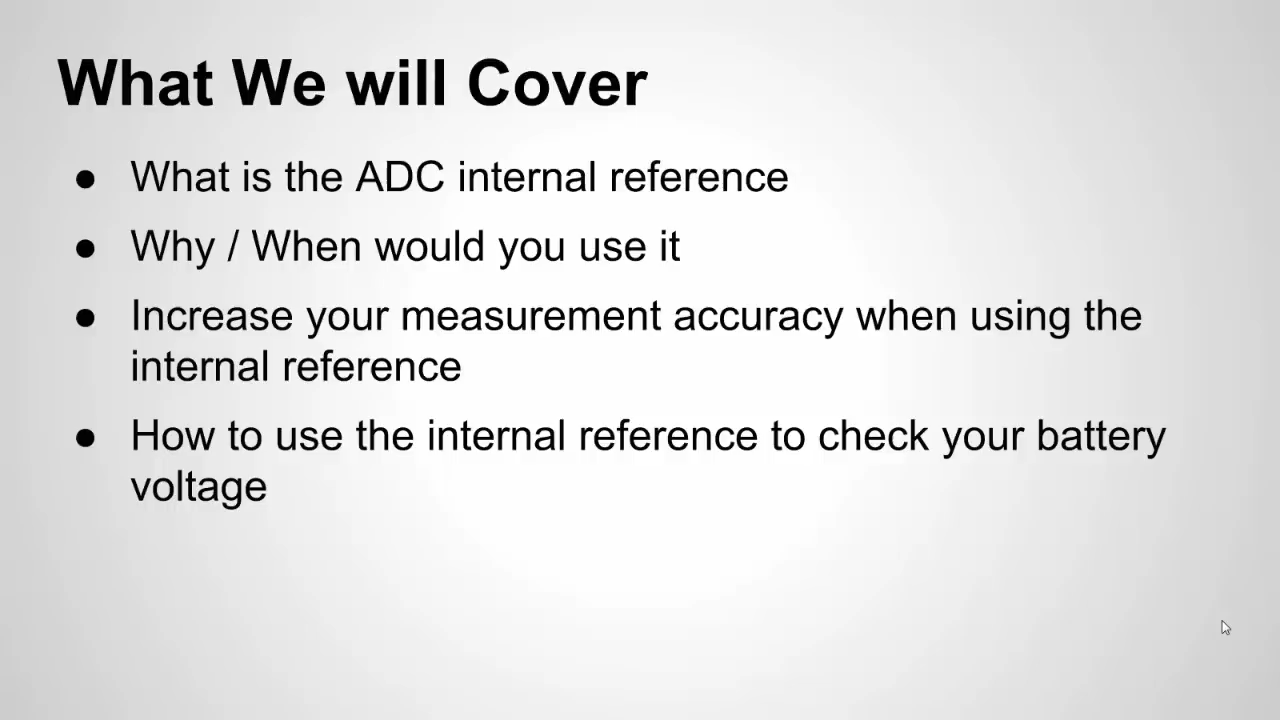 What We will Cover
● What is the ADC internal reference
● Why / When would you use it
● Increase your measurement accuracy when using the
internal reference
● How to use the internal reference to check your battery
voltage